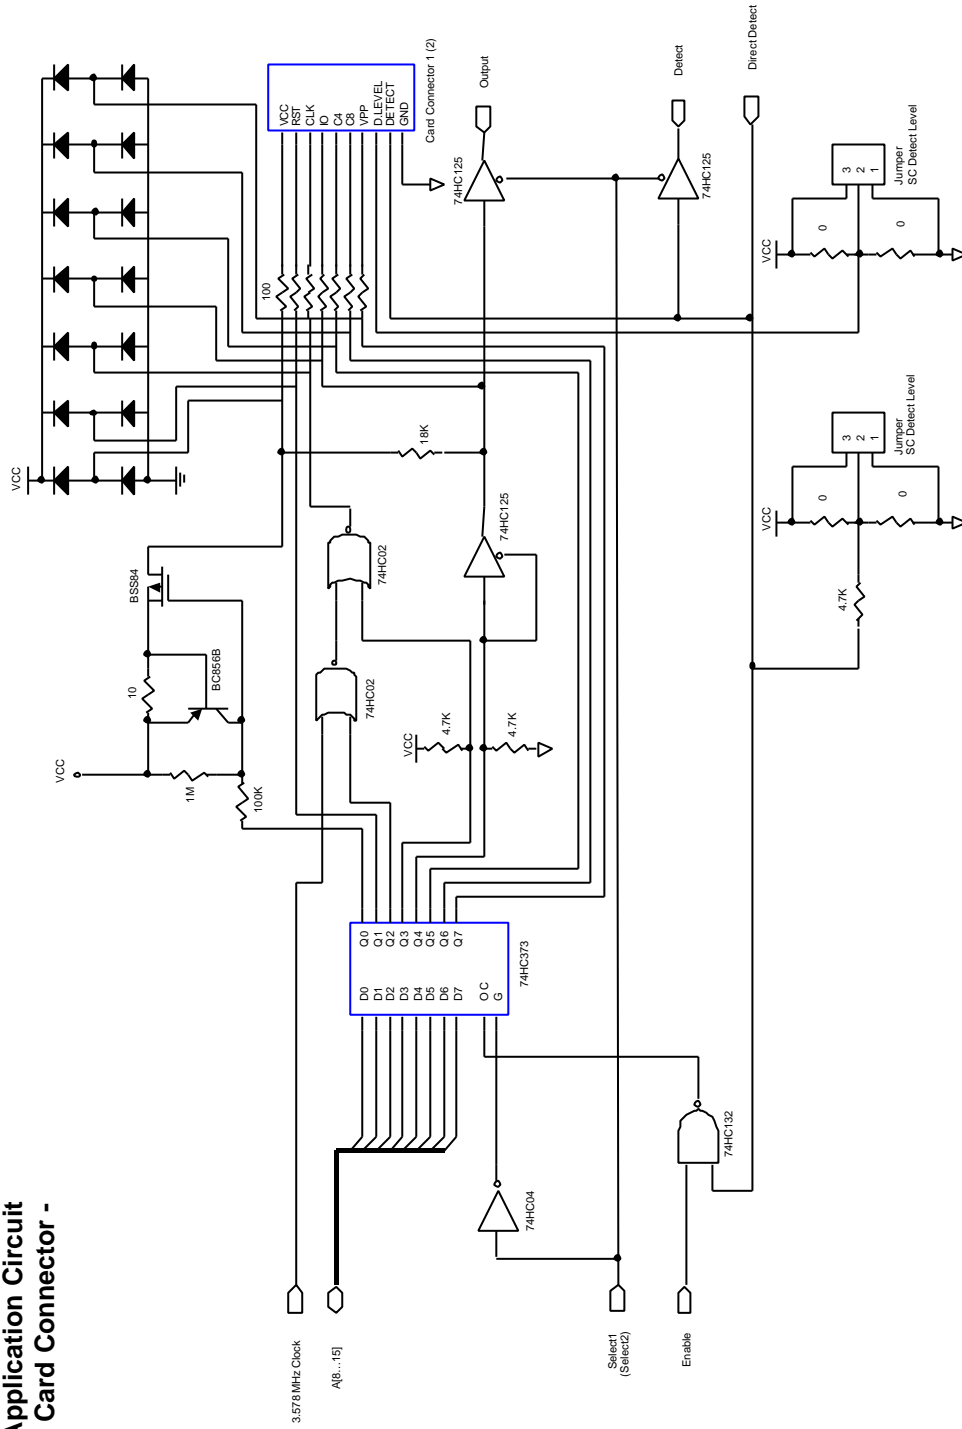 Application Circuit
Card Connector -
3.578 MHz Clock
A[8...15]
Select1
(Select2)
Enable
74HC04
74HC132
D0
D1
D2
D3
D4
D5
D6
D7
OC
G
Q0
Q1
Q2
Q3
Q4
Q5
Q6
Q7
74HC373
VCC
1M
100K
10
BC856B
BSS84
74HC02
74HC02
VCC
4.7K
4.7K
74HC125
18K
VCC
100
VCC
RST
CLK
IO
C4
C8
VPP
D.LEVEL
DETECT
GND
Card Connector 1 (2)
74HC125
Output
74HC125
Detect
Direct Detect
4.7K
VCC
0
0
3
2
1
Jumper
SC Detect Level
VCC
0
0
3
2
1
Jumper
SC Detect Level